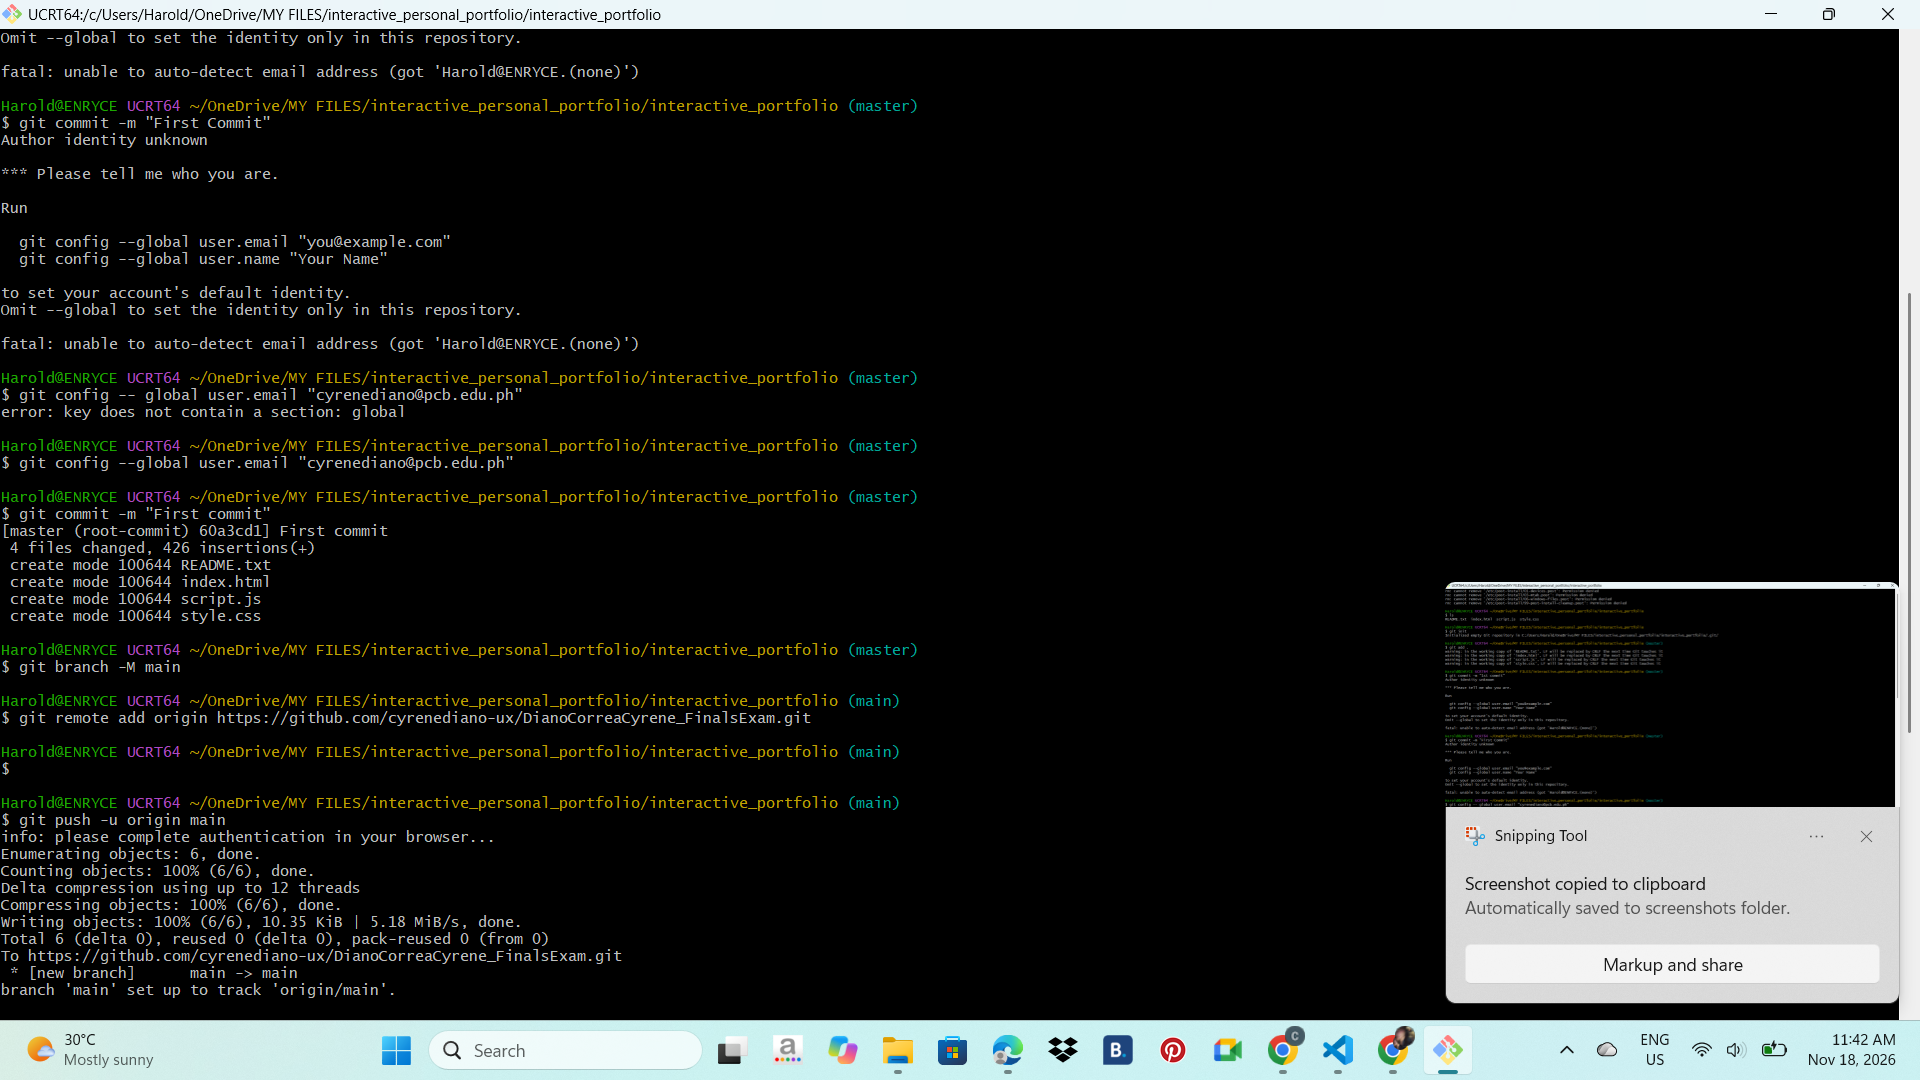 UCRT64:/c/Users/Harold/OneDrive/MY FILES/interactive_personal_portfolio/interactive_portfolio
Omit --global to set the identity only in this repository.
fatal: unable to auto-detect email address (got 'Harold@ENRYCE.(none)')
Harold@ENRYCE UCRT64 ~/OneDrive/MY FILES/interactive_personal_portfolio/interactive_portfolio (master)
$ git commit -m "First Commit"
Author identity unknown
*** Please tell me who you are.
Run
git config --global user.email "you@example.com"
git config --global user.name "Your Name"
to set your account's default identity.
Omit --global to set the identity only in this repository.
fatal: unable to auto-detect email address (got 'Harold@ENRYCE.(none)')
Harold@ENRYCE UCRT64 ~/OneDrive/MY FILES/interactive_personal_portfolio/interactive_portfolio (master)
$ git config -- global user.email "cyrenediano@pcb.edu.ph"
error: key does not contain a section: global
Harold@ENRYCE UCRT64 ~/OneDrive/MY FILES/interactive_personal_portfolio/interactive_portfolio (master)
$ git config --global user.email "cyrenediano@pcb.edu.ph"
Harold@ENRYCE UCRT64 ~/OneDrive/MY FILES/interactive_personal_portfolio/interactive_portfolio (master)
$ git commit -m "First commit"
[master (root-commit) 60a3cd1] First commit
4 files changed, 426 insertions(+)
create mode 100644 README.txt
create mode 100644 index.html
create mode 100644 script.js
create mode 100644 style.css
Harold@ENRYCE UCRT64 ~/OneDrive/MY FILES/interactive_personal_portfolio/interactive_portfolio (master)
$ git branch -M main
Harold@ENRYCE UCRT64 ~/OneDrive/MY FILES/interactive_personal_portfolio/interactive_portfolio (main)
$ git remote add origin https://github.com/cyrenediano-ux/DianoCorreaCyrene_FinalsExam.git
Harold@ENRYCE UCRT64 ~/OneDrive/MY FILES/interactive_personal_portfolio/interactive_portfolio (main)
$
Harold@ENRYCE UCRT64 ~/OneDrive/MY FILES/interactive_personal_portfolio/interactive_portfolio (main)
$ git push -u origin main
info: please complete authentication in your browser...
Enumerating objects: 6, done.
Counting objects: 100% (6/6), done.
Delta compression using up to 12 threads
Compressing objects: 100% (6/6), done.
Writing objects: 100% (6/6), 10.35 KiB | 5.18 MiB/s, done.
Total 6 (delta 0), reused 0 (delta 0), pack-reused 0 (from 0)
To https://github.com/cyrenediano-ux/DianoCorreaCyrene_FinalsExam.git
* [new branch]      main -> main
branch 'main' set up to track 'origin/main'.
Snipping Tool
Screenshot copied to clipboard
Automatically saved to screenshots folder.
Markup and share
30°C
Mostly sunny
Search
ENG
US
11:42 AM
Nov 18, 2026